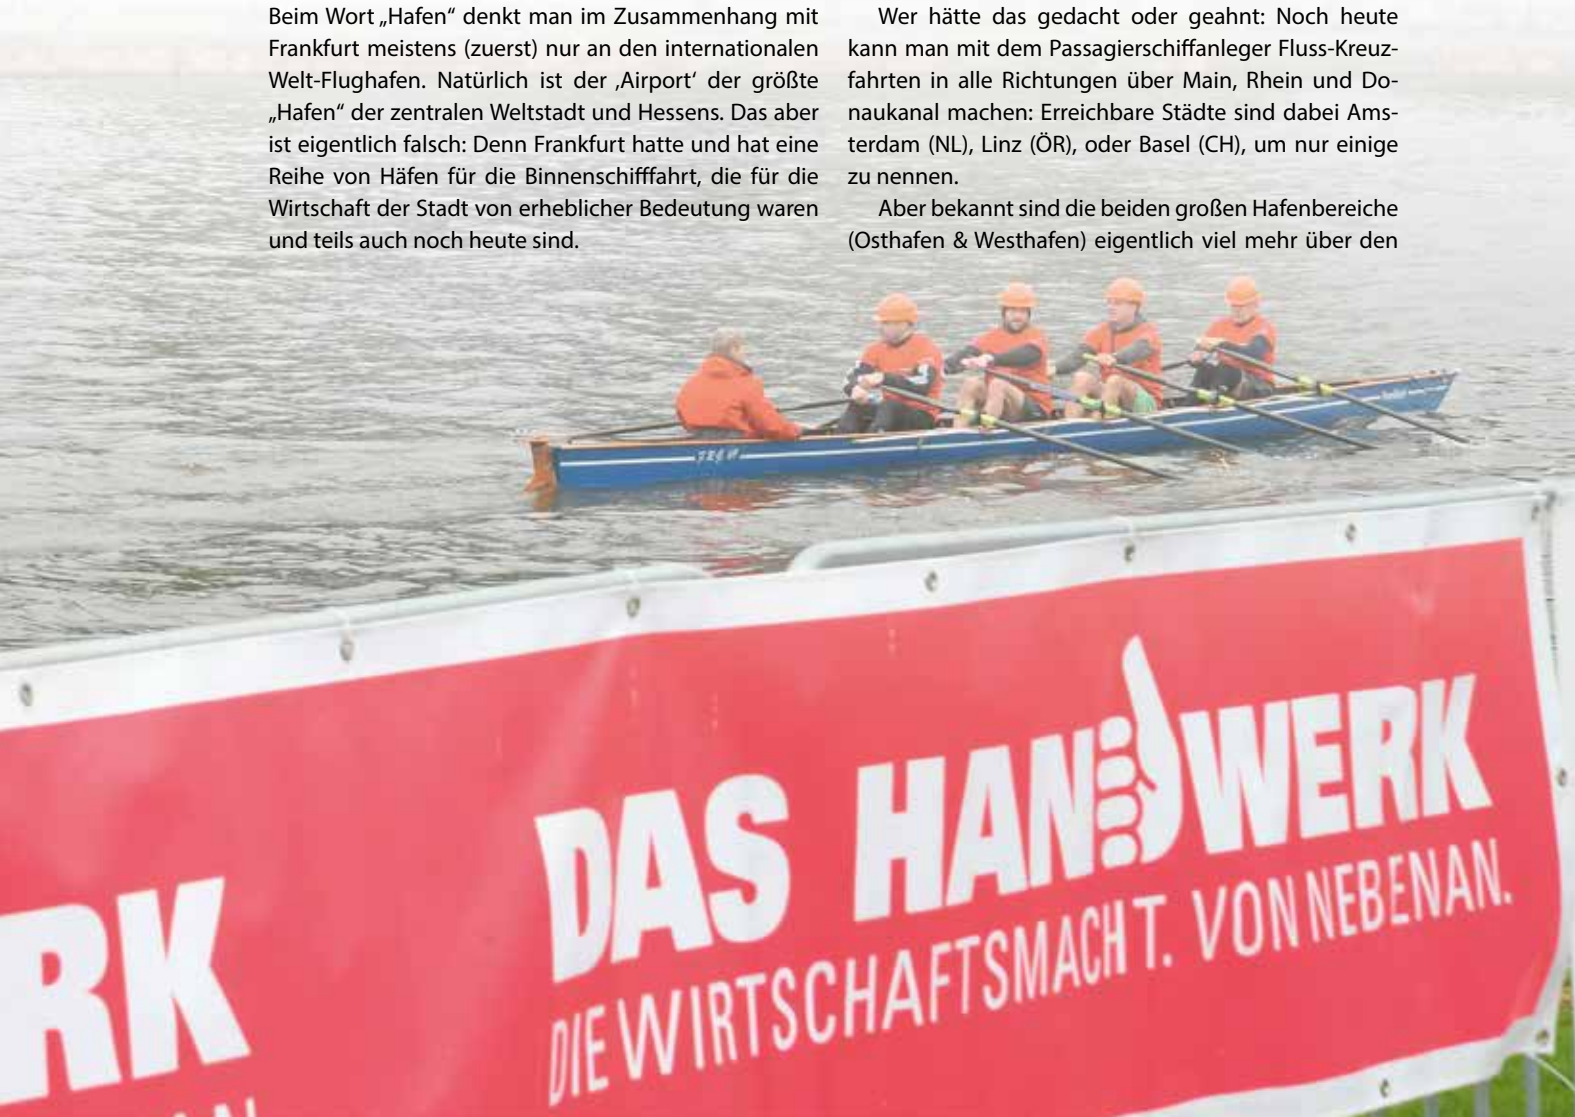 Beim Wort „Hafen“ denkt man im Zusammenhang mit
Frankfurt meistens (zuerst) nur an den internationalen
Welt-Flughafen. Natürlich ist der ‚Airport‘ der größte
„Hafen“ der zentralen Weltstadt und Hessens. Das aber
ist eigentlich falsch: Denn Frankfurt hatte und hat eine
Reihe von Häfen für die Binnenschifffahrt, die für die
Wirtschaft der Stadt von erheblicher Bedeutung waren
und teils auch noch heute sind.
Wer hätte das gedacht oder geahnt: Noch heute
kann man mit dem Passagierschiffanleger Fluss-Kreuz-
fahrten in alle Richtungen über Main, Rhein und Do-
naukanal machen: Erreichbare Städte sind dabei Ams-
terdam (NL), Linz (ÖR), oder Basel (CH), um nur einige
zu nennen.
Aber bekannt sind die beiden großen Hafenbereiche
(Osthafen & Westhafen) eigentlich viel mehr über den
RK
DAS HANDWERK
DIE WIRTSCHAFTSMACHT. VON NEBENAN.